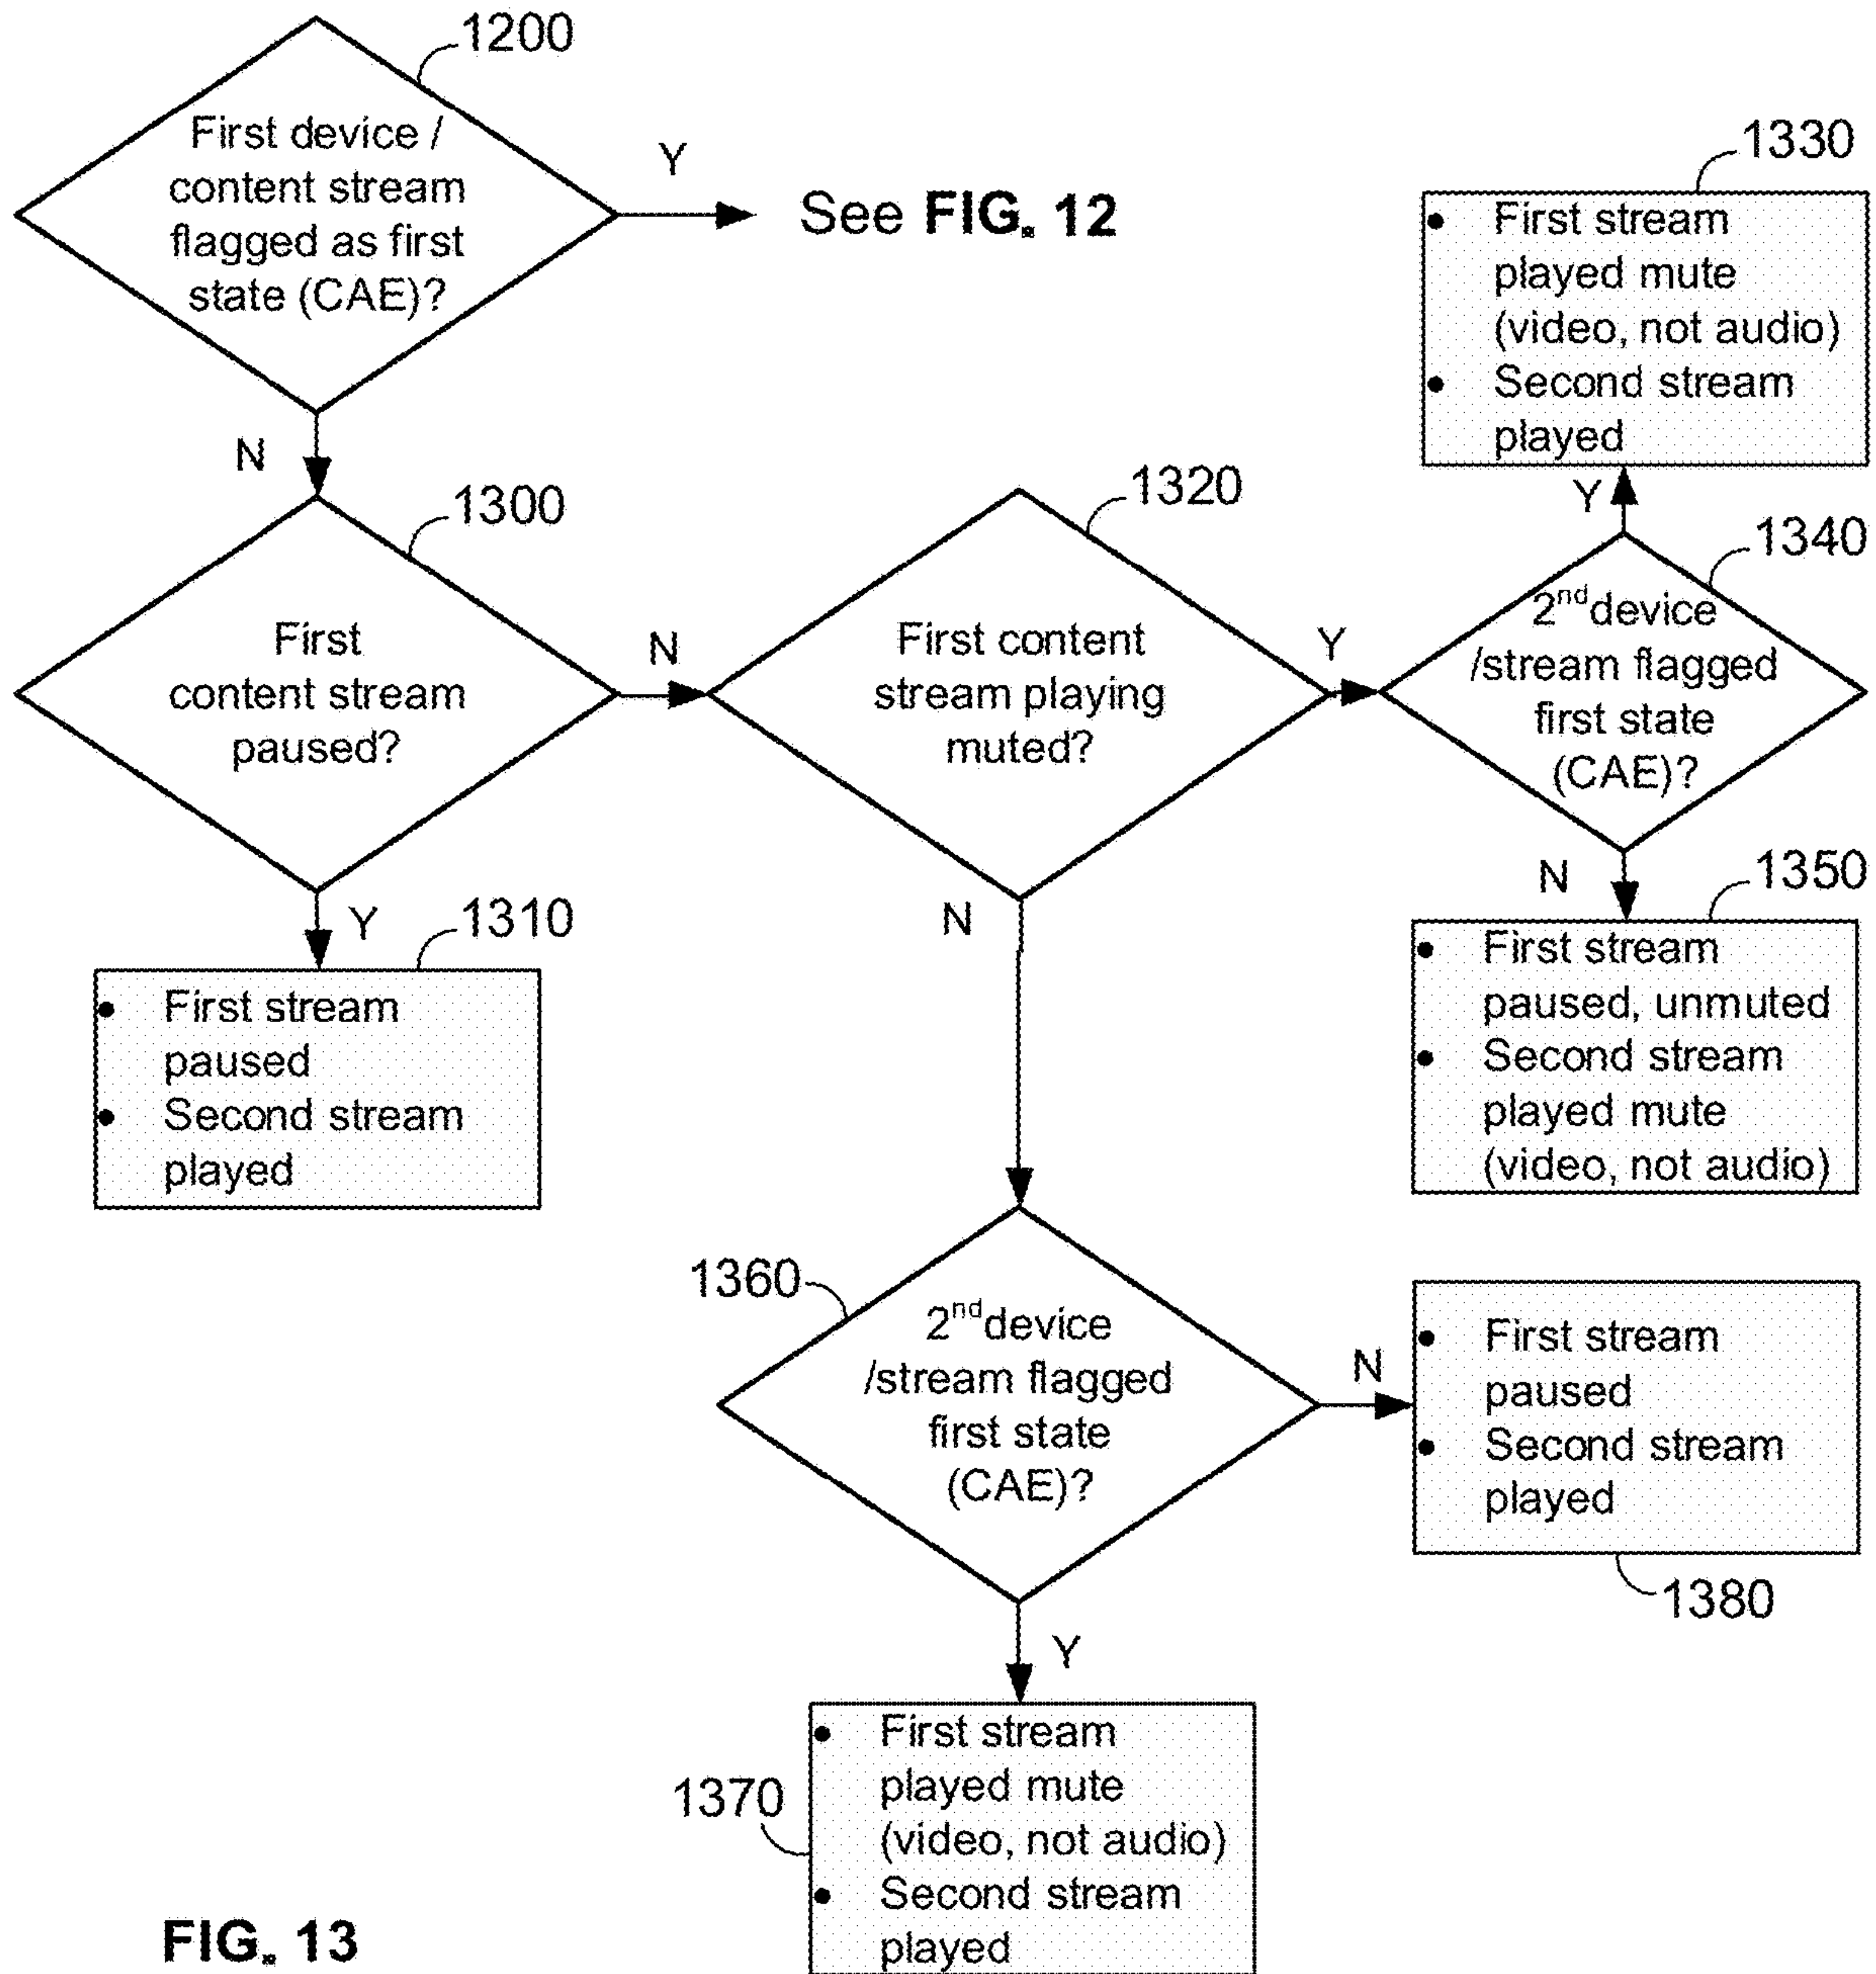 1200
First device /
content stream
flagged as first
state (CAE)?
Y
See FIG. 12
N
1300
First
content stream
paused?
N
Y
1310
• First stream
paused
• Second stream
played
1320
First content
stream playing
muted?
Y
N
1330
• First stream
played mute
(video, not audio)
• Second stream
played
Y
1340
2nd device
/stream flagged
first state
(CAE)?
N
1350
• First stream
paused, unmuted
• Second stream
played mute
(video, not audio)
1360
2nd device
/stream flagged
first state
(CAE)?
N
• First stream
paused
• Second stream
played
1380
Y
1370
• First stream
played mute
(video, not audio)
• Second stream
played
FIG. 13